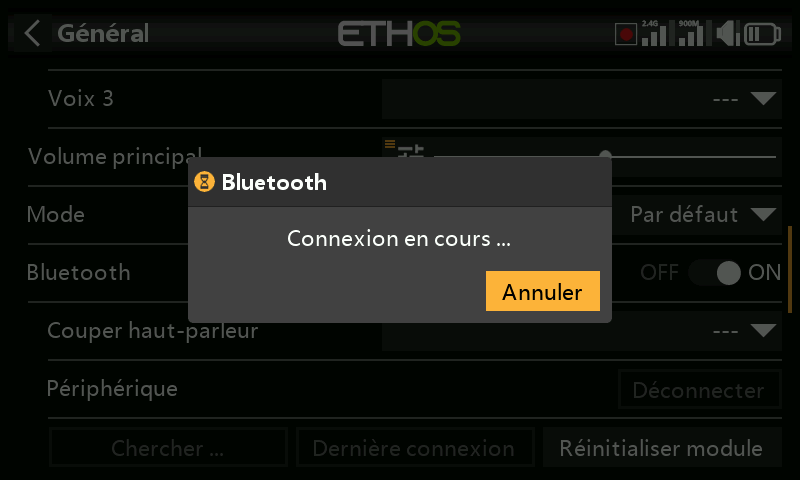 Général
ETHOS
2.4G
900M
Voix 3
---
Volume principal
Bluetooth
Connexion en cours ...
Annuler
Mode
Par défaut
Bluetooth
OFF
ON
Couper haut-parleur
---
Périphérique
Déconnecter
Chercher ...
Dernière connexion
Réinitialiser module